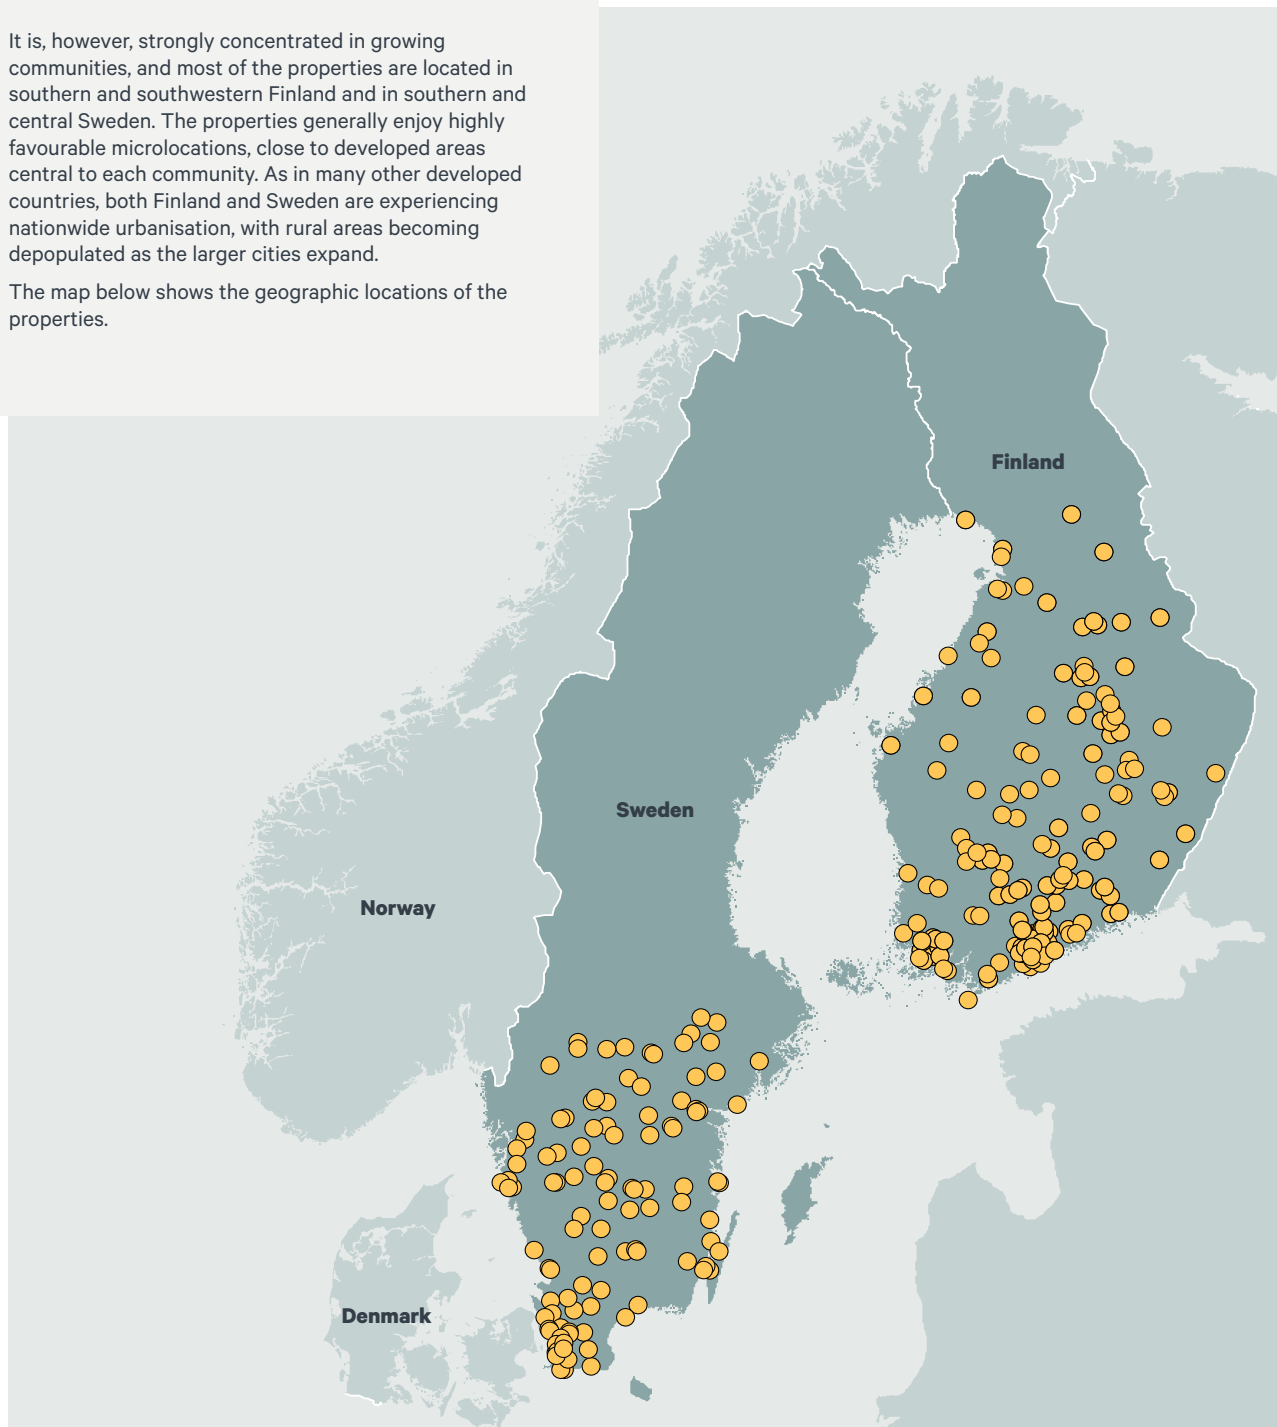 It is, however, strongly concentrated in growing
communities, and most of the properties are located in
southern and southwestern Finland and in southern and
central Sweden. The properties generally enjoy highly
favourable microlocations, close to developed areas
central to each community. As in many other developed
countries, both Finland and Sweden are experiencing
nationwide urbanisation, with rural areas becoming
depopulated as the larger cities expand.
The map below shows the geographic locations of the
properties.
Finland
Sweden
Norway
Denmark